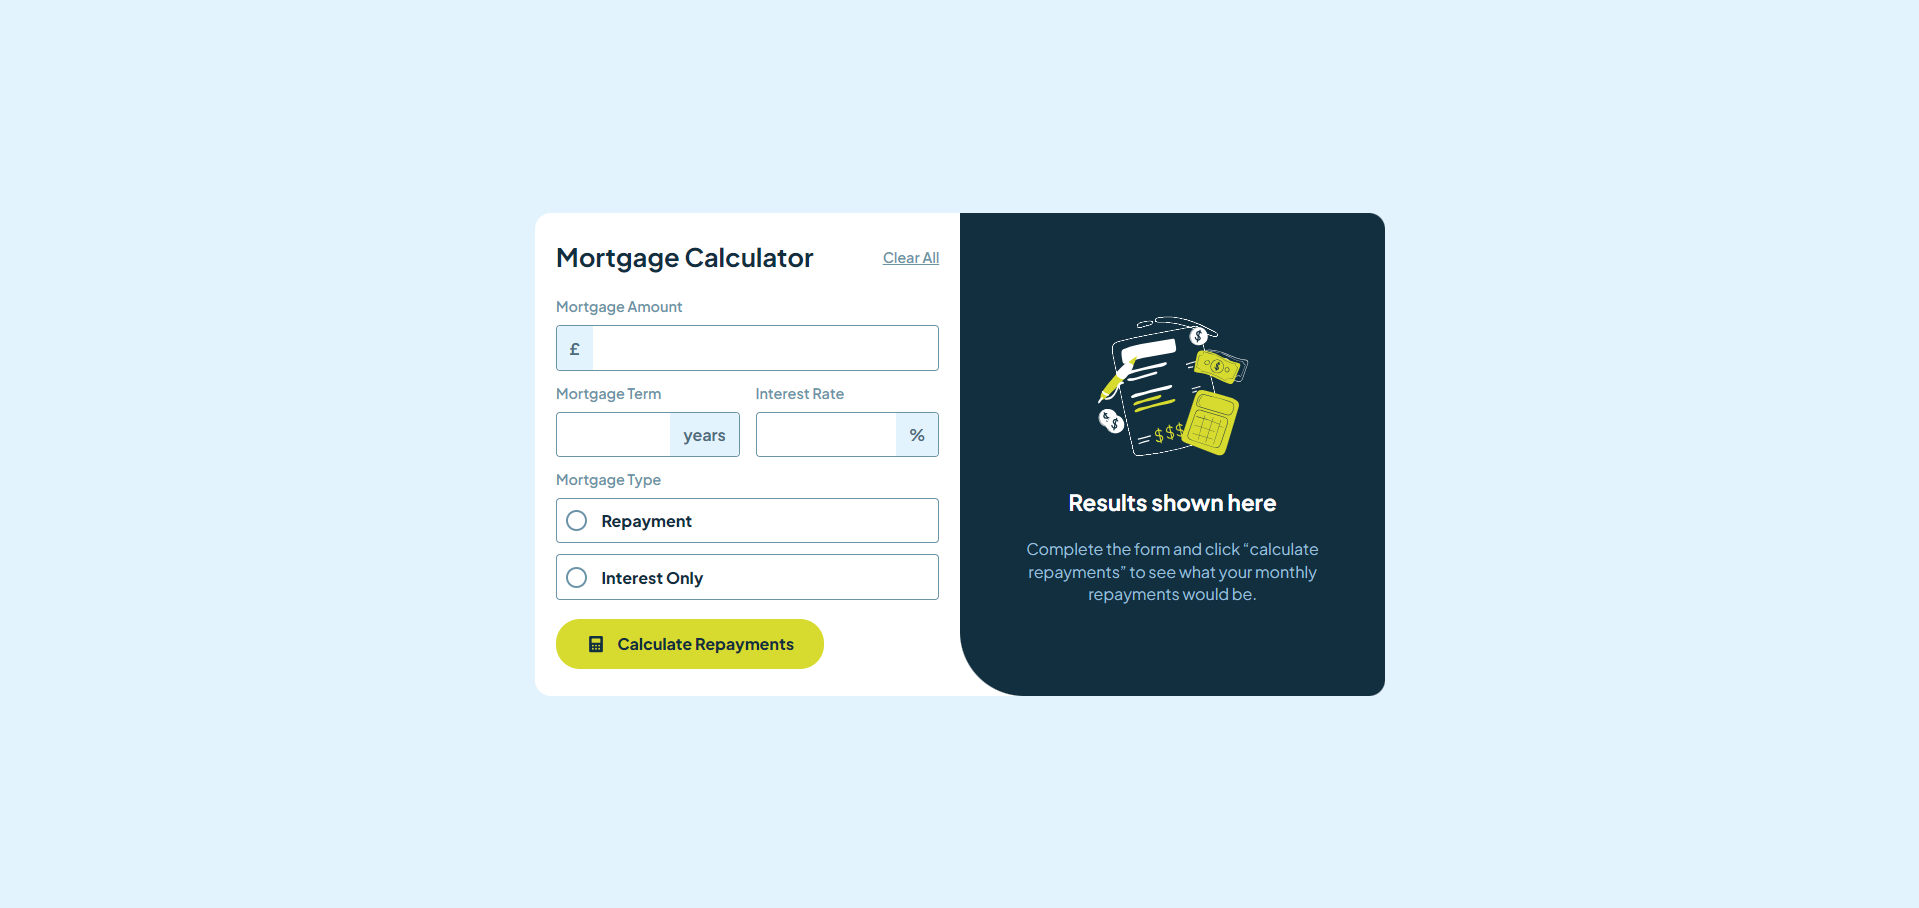 Mortgage Calculator
Clear All
Mortgage Amount
£
Mortgage Term
Interest Rate
years
%
Mortgage Type
Repayment
Interest Only
Calculate Repayments
$
$
$
$$$
Results shown here
Complete the form and click “calculate
repayments” to see what your monthly
repayments would be.